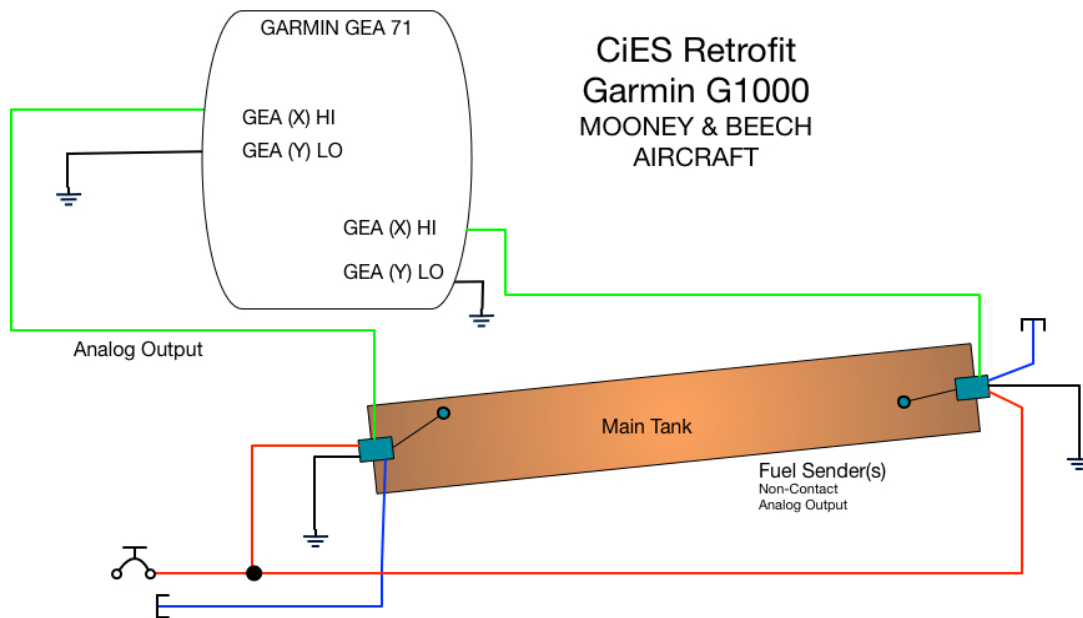 GARMIN GEA 71
CiES Retrofit
Garmin G1000
MOONEY & BEECH
AIRCRAFT
GEA (X) HI
GEA (Y) LO
GEA (X) HI
GEA (Y) LO
Analog Output
Main Tank
Fuel Sender(s)
Non-Contact
Analog Output